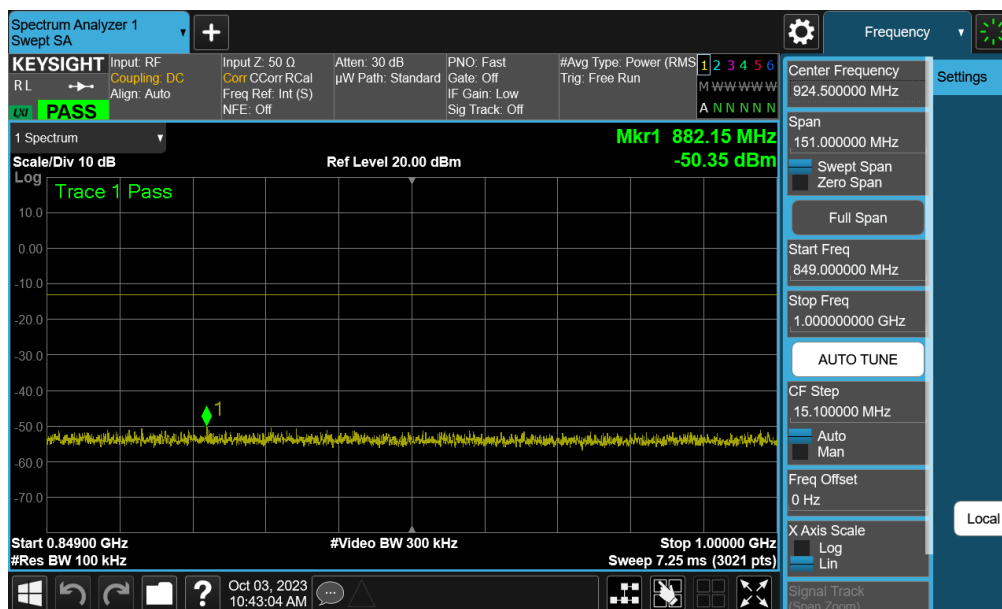 Spectrum Analyzer 1
Swept SA
Frequency
KEYSIGHT
RL
LXI
PASS
Input: RF
Coupling: DC
Align: Auto
Input Z: 50 Ω
Corr CCorr RCal
Freq Ref: Int (S)
NFE: Off
Atten: 30 dB
µW Path: Standard
PNO: Fast
Gate: Off
IF Gain: Low
Sig Track: Off
#Avg Type: Power (RMS
Trig: Free Run
1 2 3 4 5 6
M W W W W W
A N N N N N
1 Spectrum
Scale/Div 10 dB
Ref Level 20.00 dBm
Mkr1 882.15 MHz
-50.35 dBm
Log
Trace 1 Pass
10.0
0.00
-10.0
-20.0
-30.0
-40.0
-50.0
-60.0
-70.0
1
Start 0.84900 GHz
#Video BW 300 kHz
Stop 1.00000 GHz
#Res BW 100 kHz
Sweep 7.25 ms (3021 pts)
Center Frequency
924.500000 MHz
Settings
Span
151.000000 MHz
Swept Span
Zero Span
Full Span
Start Freq
849.000000 MHz
Stop Freq
1.000000000 GHz
AUTO TUNE
CF Step
15.100000 MHz
Auto
Man
Freq Offset
0 Hz
Local
X Axis Scale
Log
Lin
Signal Track
(Span Zoom)
?
Oct 03, 2023
10:43:04 AM